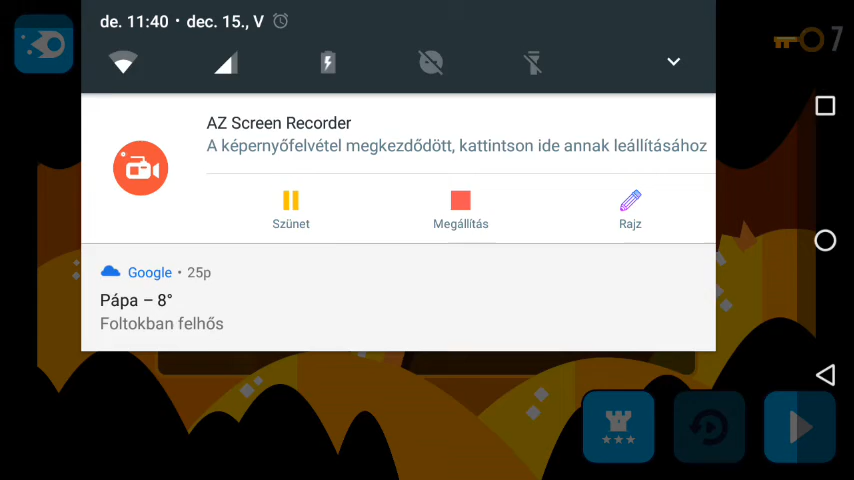 de. 11:40 • dec. 15., V
7
AZ Screen Recorder
A képernyőfelvétel megkezdődött, kattintson ide annak leállításához
Szünet
Megállítás
Rajz
Google • 25p
Pápa – 8°
Foltokban felhős